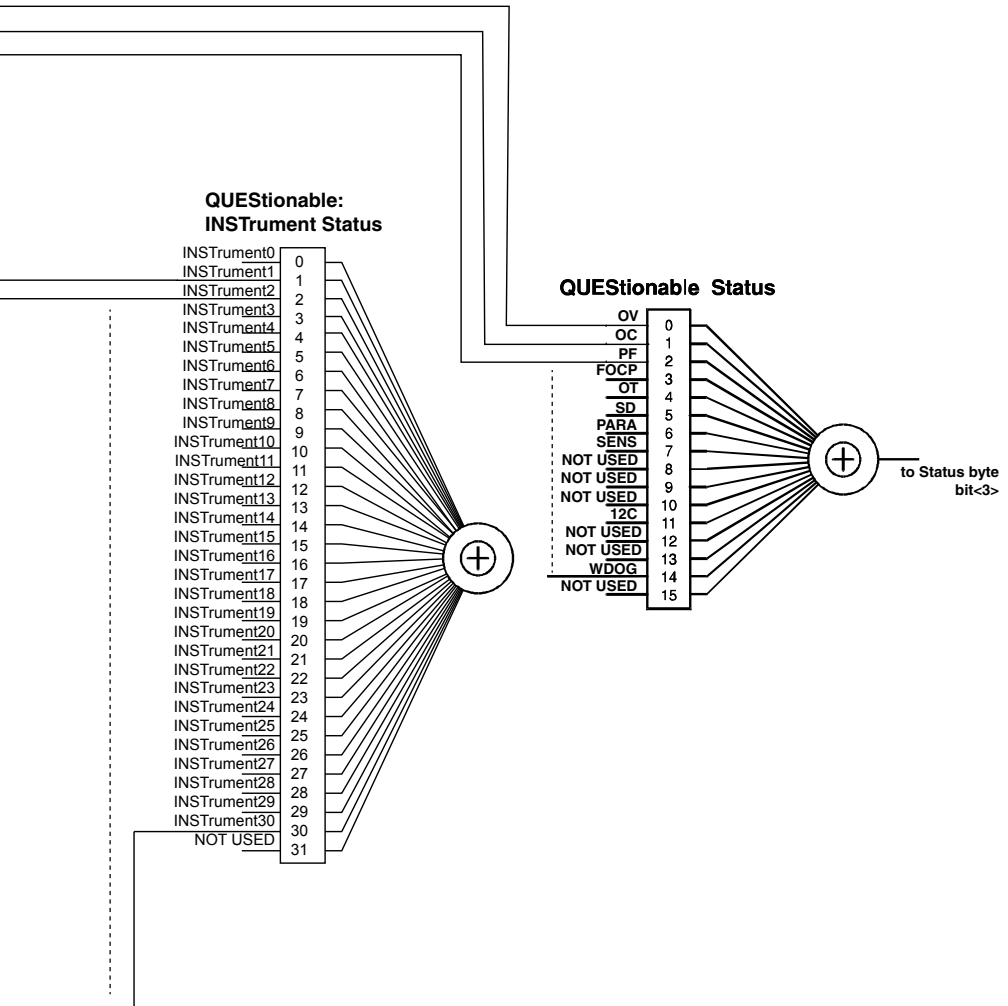 QUEStionable:
INSTrument Status
INSTrument0 0
INSTrument1 1
INSTrument2 2
INSTrument3 3
INSTrument4 4
INSTrument5 5
INSTrument6 6
INSTrument7 7
INSTrument8 8
INSTrument9 9
INSTrument10 10
INSTrument11 11
INSTrument12 12
INSTrument13 13
INSTrument14 14
INSTrument15 15
INSTrument16 16
INSTrument17 17
INSTrument18 18
INSTrument19 19
INSTrument20 20
INSTrument21 21
INSTrument22 22
INSTrument23 23
INSTrument24 24
INSTrument25 25
INSTrument26 26
INSTrument27 27
INSTrument28 28
INSTrument29 29
INSTrument30 30
NOT USED 31
QUEStionable Status
OV 0
OC 1
PF 2
FOCP 3
OT 4
SD 5
PARA 6
SENS 7
NOT USED 8
NOT USED 9
NOT USED 10
12C 11
NOT USED 12
NOT USED 13
WDOG 14
NOT USED 15
to Status byte
bit<3>